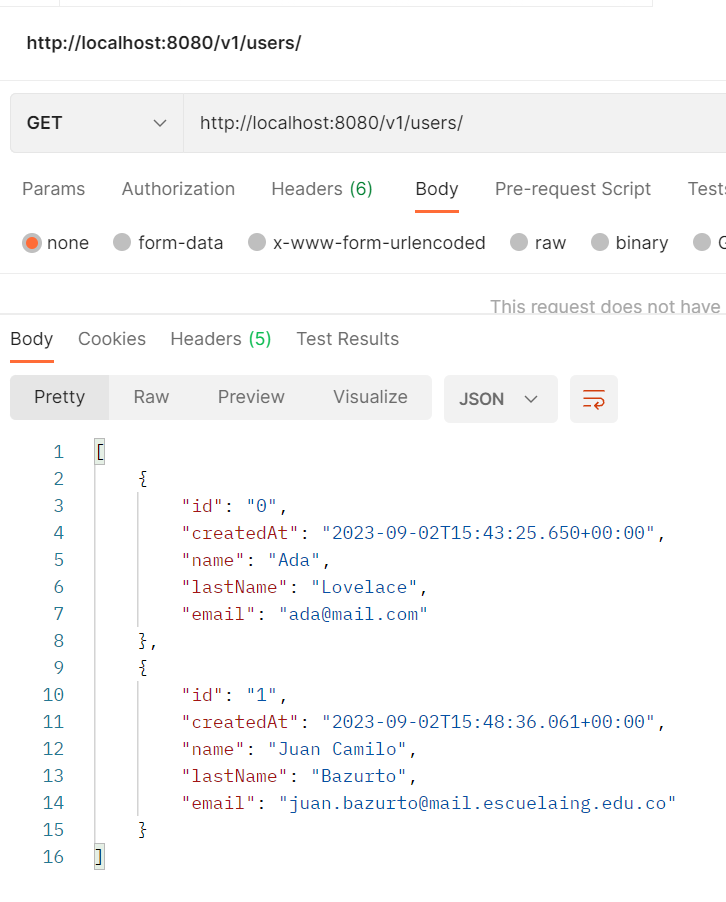 http://localhost:8080/v1/users/
GET http://localhost:8080/v1/users/
Params Authorization Headers (6) Body Pre-request Script Tests
none form-data x-www-form-urlencoded raw binary G
This request does not have
Body Cookies Headers (5) Test Results
Pretty Raw Preview Visualize JSON
1 [
2 {
3 "id": "0",
4 "createdAt": "2023-09-02T15:43:25.650+00:00",
5 "name": "Ada",
6 "lastName": "Lovelace",
7 "email": "ada@mail.com"
8 },
9 {
10 "id": "1",
11 "createdAt": "2023-09-02T15:48:36.061+00:00",
12 "name": "Juan Camilo",
13 "lastName": "Bazurto",
14 "email": "juan.bazurto@mail.escuelaing.edu.co"
15 }
16 ]